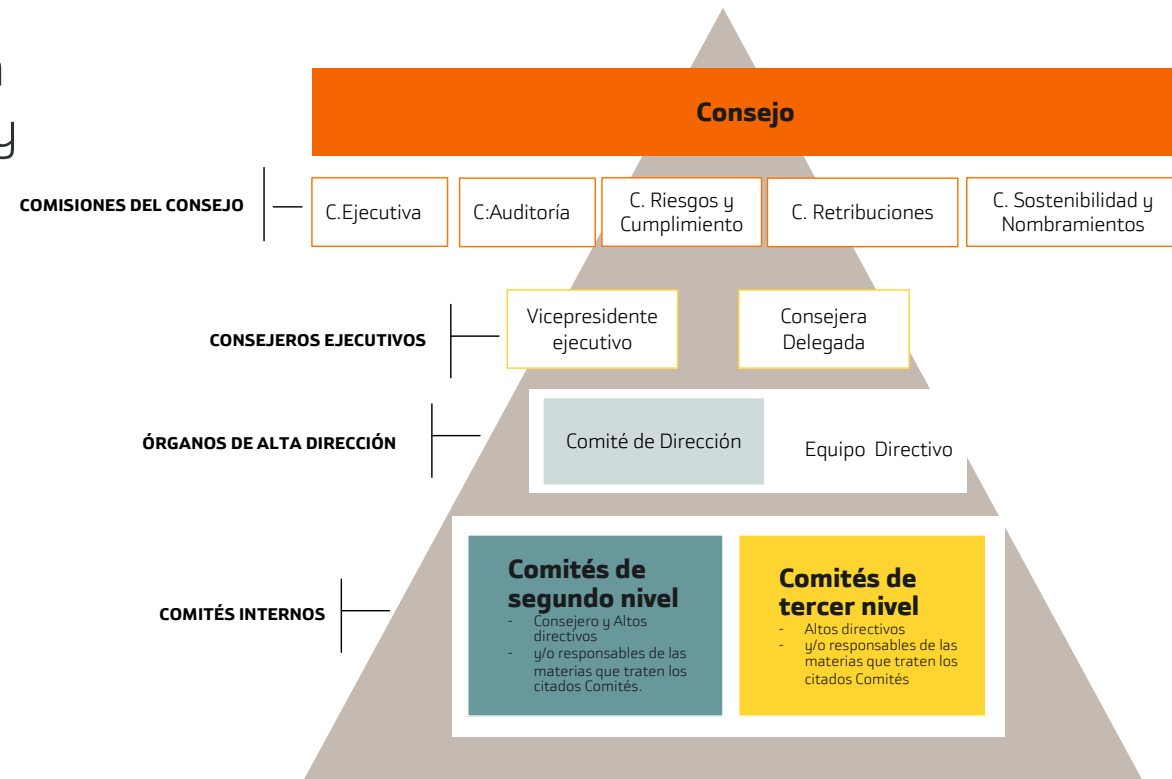 y
Consejo
COMISIONES DEL CONSEJO
C.Ejecutiva
C:Auditoría
C. Riesgos y
Cumplimiento
C. Retribuciones
C. Sostenibilidad y
Nombramientos
CONSEJEROS EJECUTIVOS
Vicepresidente
ejecutivo
Consejera
Delegada
ÓRGANOS DE ALTA DIRECCIÓN
Comité de Dirección
Equipo Directivo
COMITÉS INTERNOS
Comités de
segundo nivel
- Consejero y Altos
directivos
- y/o responsables de las
materias que traten los
citados Comités.
Comités de
tercer nivel
- Altos directivos
- y/o responsables de las
materias que traten los
citados Comités